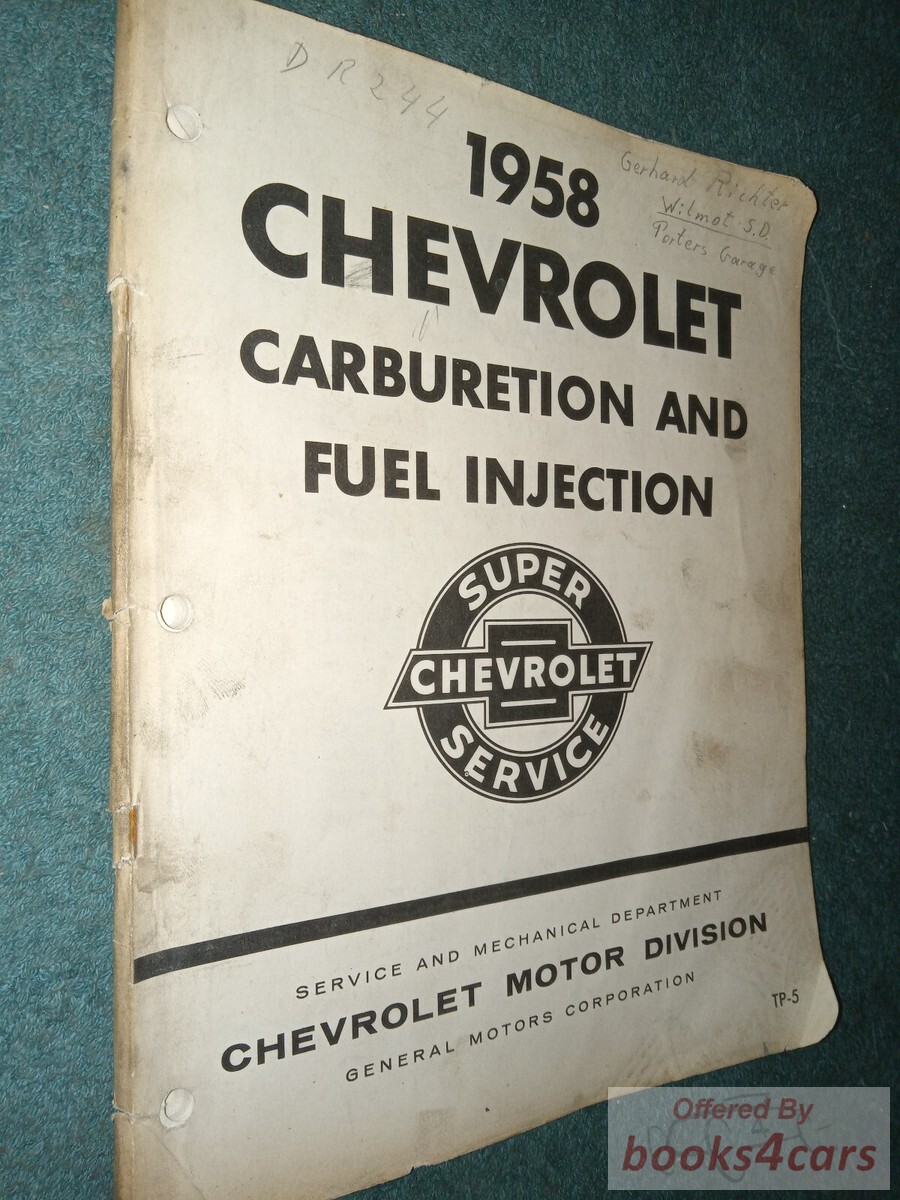 D R 244
Gerhard Richter
Wilmot S.D.
Porters Garage
1958
CHEVROLET
CARBURETION AND
FUEL INJECTION
SUPER
CHEVROLET
SERVICE
SERVICE AND MECHANICAL DEPARTMENT
CHEVROLET MOTOR DIVISION
GENERAL MOTORS CORPORATION
TP-5
Offered By
books4cars